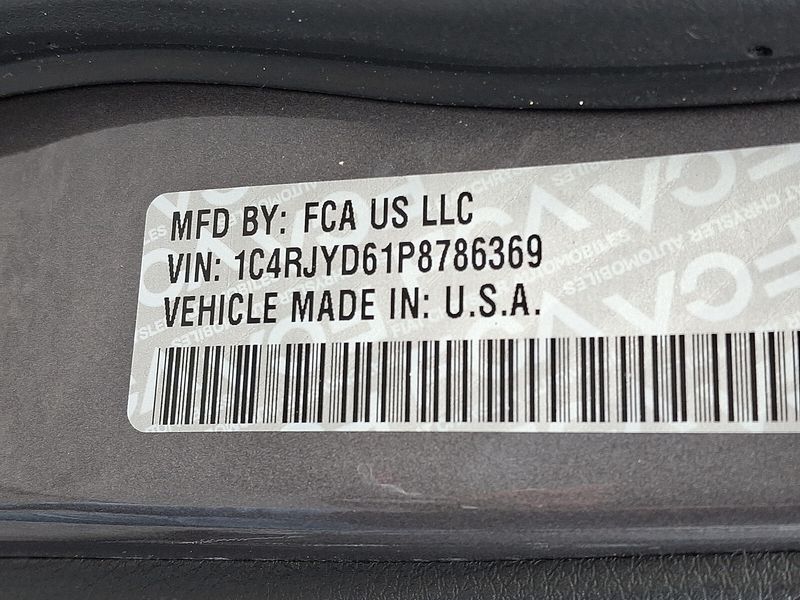 MFD BY: FCA US LLC
VIN: 1C4RJYD61P8786369
VEHICLE MADE IN: U.S.A.